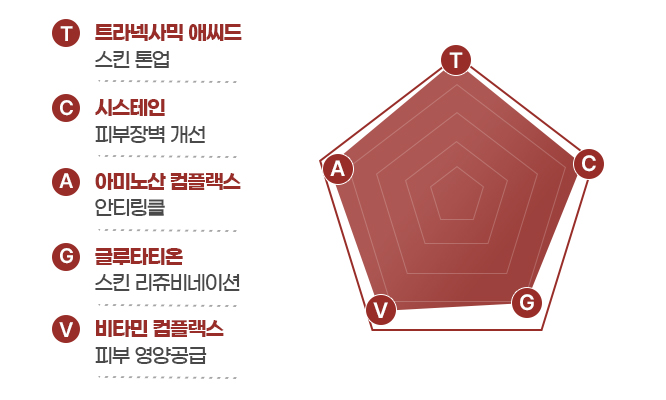 T 트라넥사믹 애씨드
스킨 톤업
C 시스테인
피부장벽 개선
A 아미노산 컴플랙스
안티링클
G 글루타티온
스킨 리쥬비네이션
V 비타민 컴플랙스
피부 영양공급
T
C
A
G
V